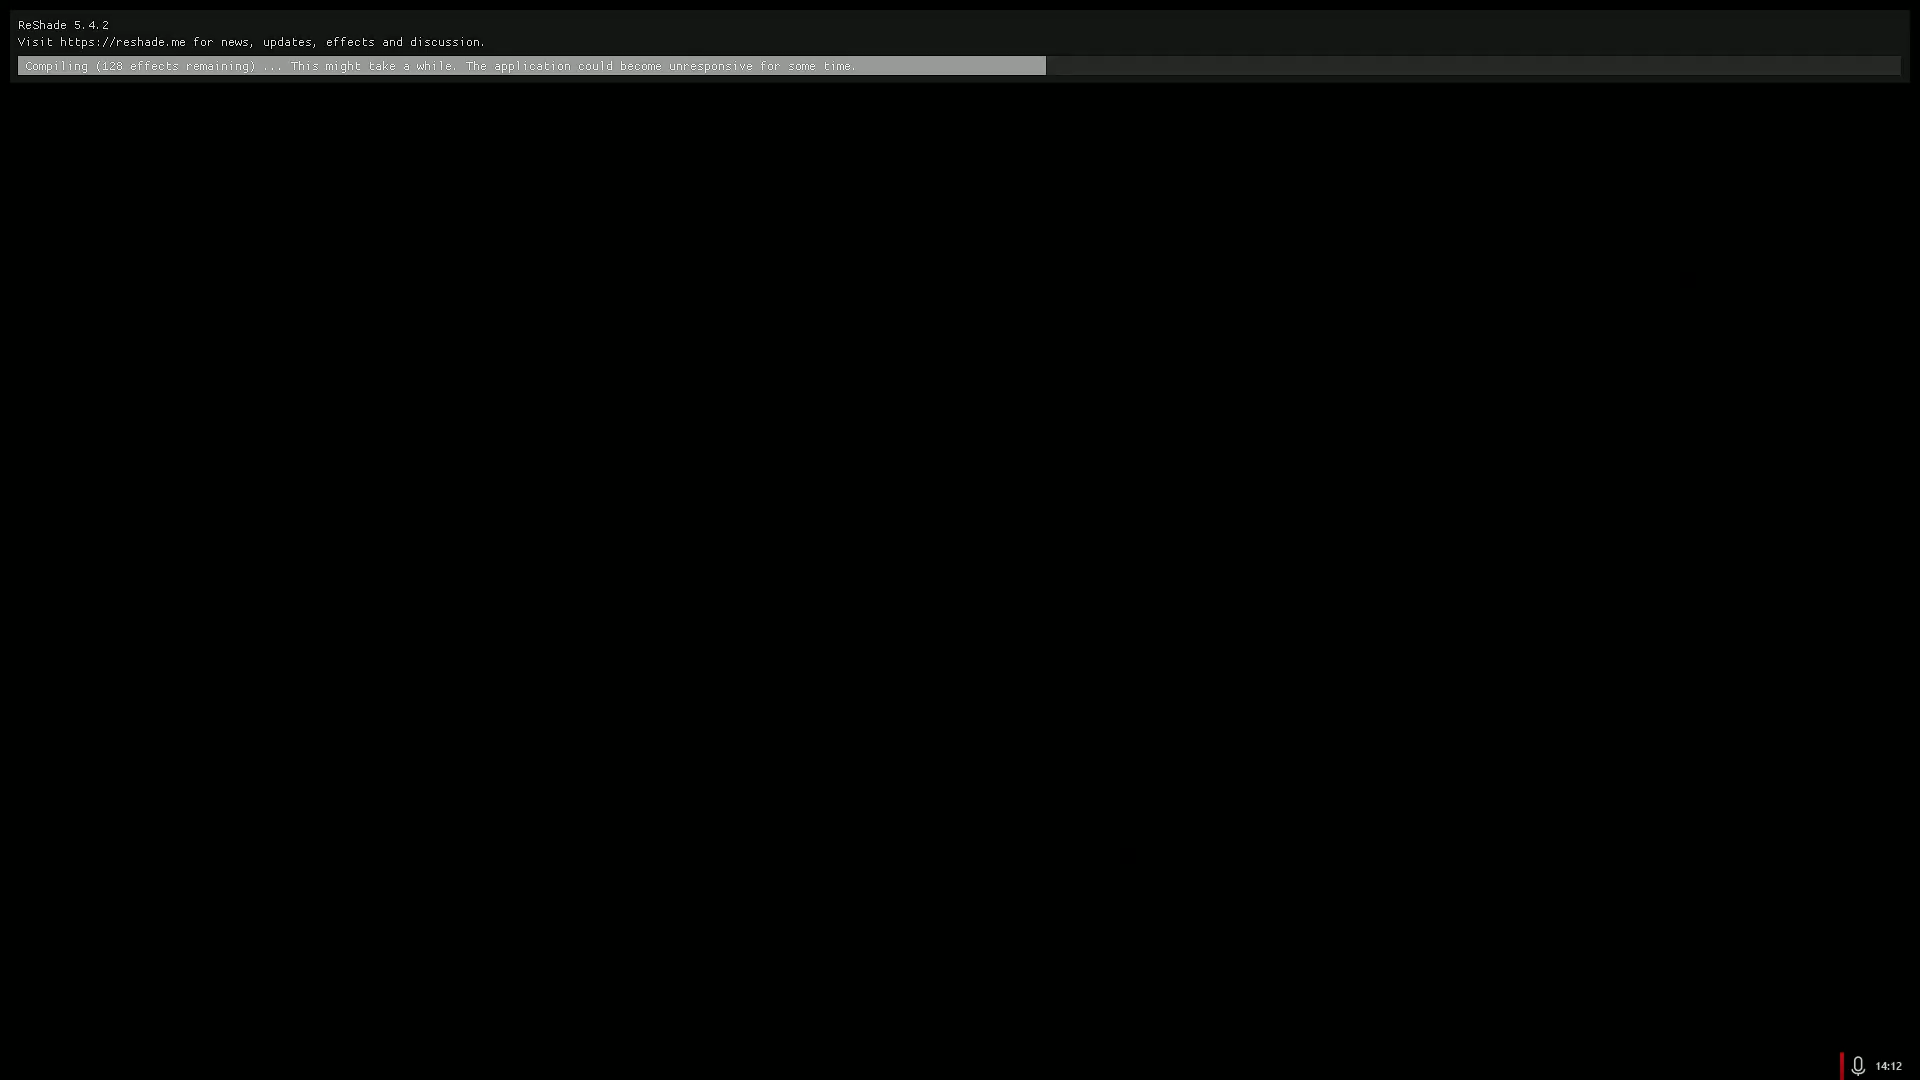 ReShade 5.4.2
Visit https://reshade.me for news, updates, effects and discussion.
Compiling (128 effects remaining) ... This might take a while. The application could become unresponsive for some time.
14:12